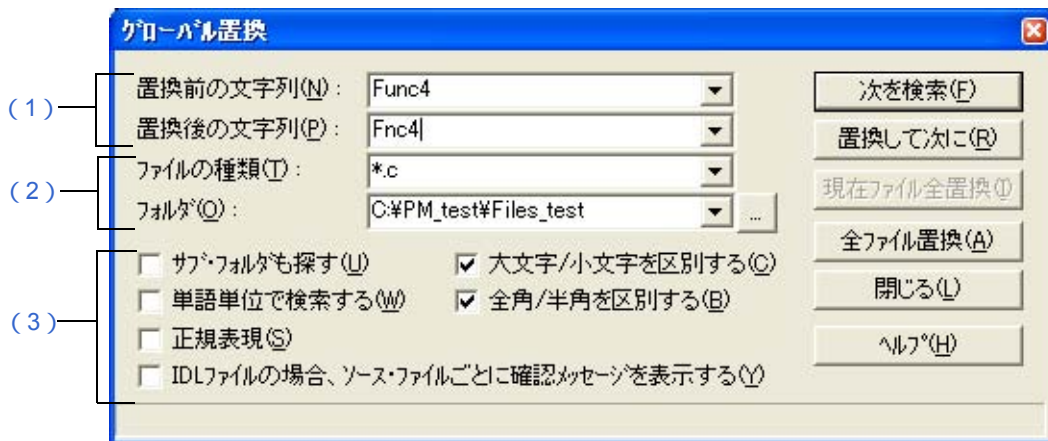 グローバル置換
(1)
置換前の文字列(N): Func4
置換後の文字列(P): Fnc4
(2)
ファイルの種類(T): *.c
フォルダ(O): C:¥PM_test¥Files_test ...
(3)
サブ・フォルダも探す(U) 大文字/小文字を区別する(C)
単語単位で検索する(W) 全角/半角を区別する(B)
正規表現(S)
IDLファイルの場合、ソース・ファイルごとに確認メッセージを表示する(Y)
次を検索(F)
置換して次に(R)
現在ファイル全置換(I)
全ファイル置換(A)
閉じる(L)
ヘルプ(H)